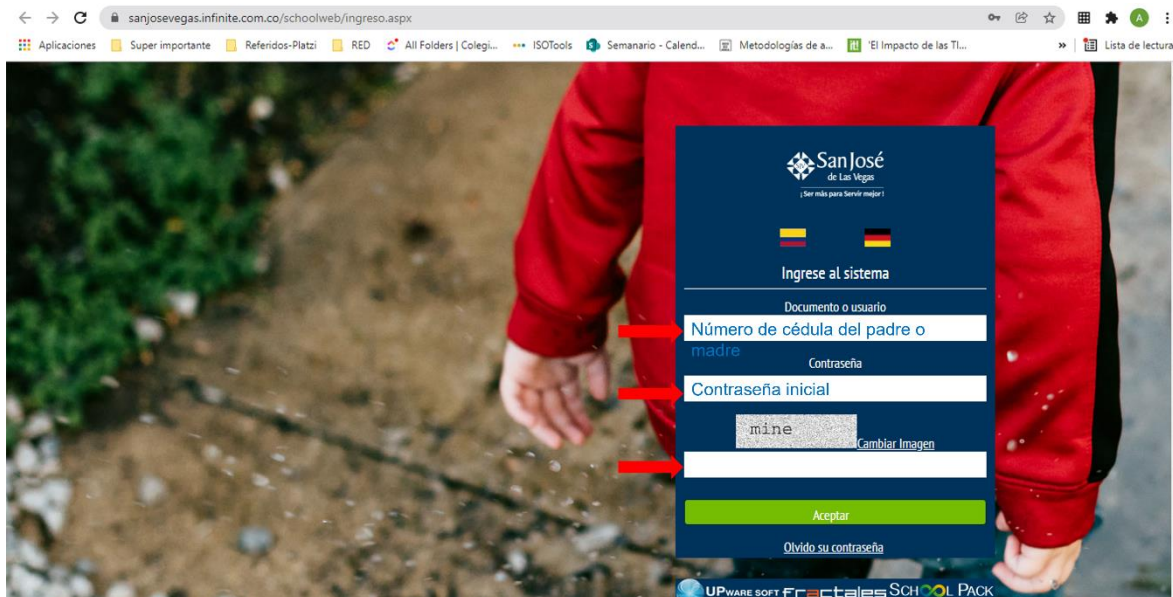 sanjosevegas.infinite.com.co/schoolweb/ingreso.aspx
A
Aplicaciones Super importante Referidos-Platzi RED All Folders | Colegi... ISOTools Semanario - Calend... Metodologías de a... it! 'El Impacto de las TI... » Lista de lectura
San José
de Las Vegas
¡Ser más para Servir mejor!
Ingrese al sistema
Documento o usuario
Número de cédula del padre o
madre
Contraseña
Contraseña inicial
mine
Cambiar Imagen
Aceptar
Olvido su contraseña
UPWARE SOFT Fractales SCHOOL PACK